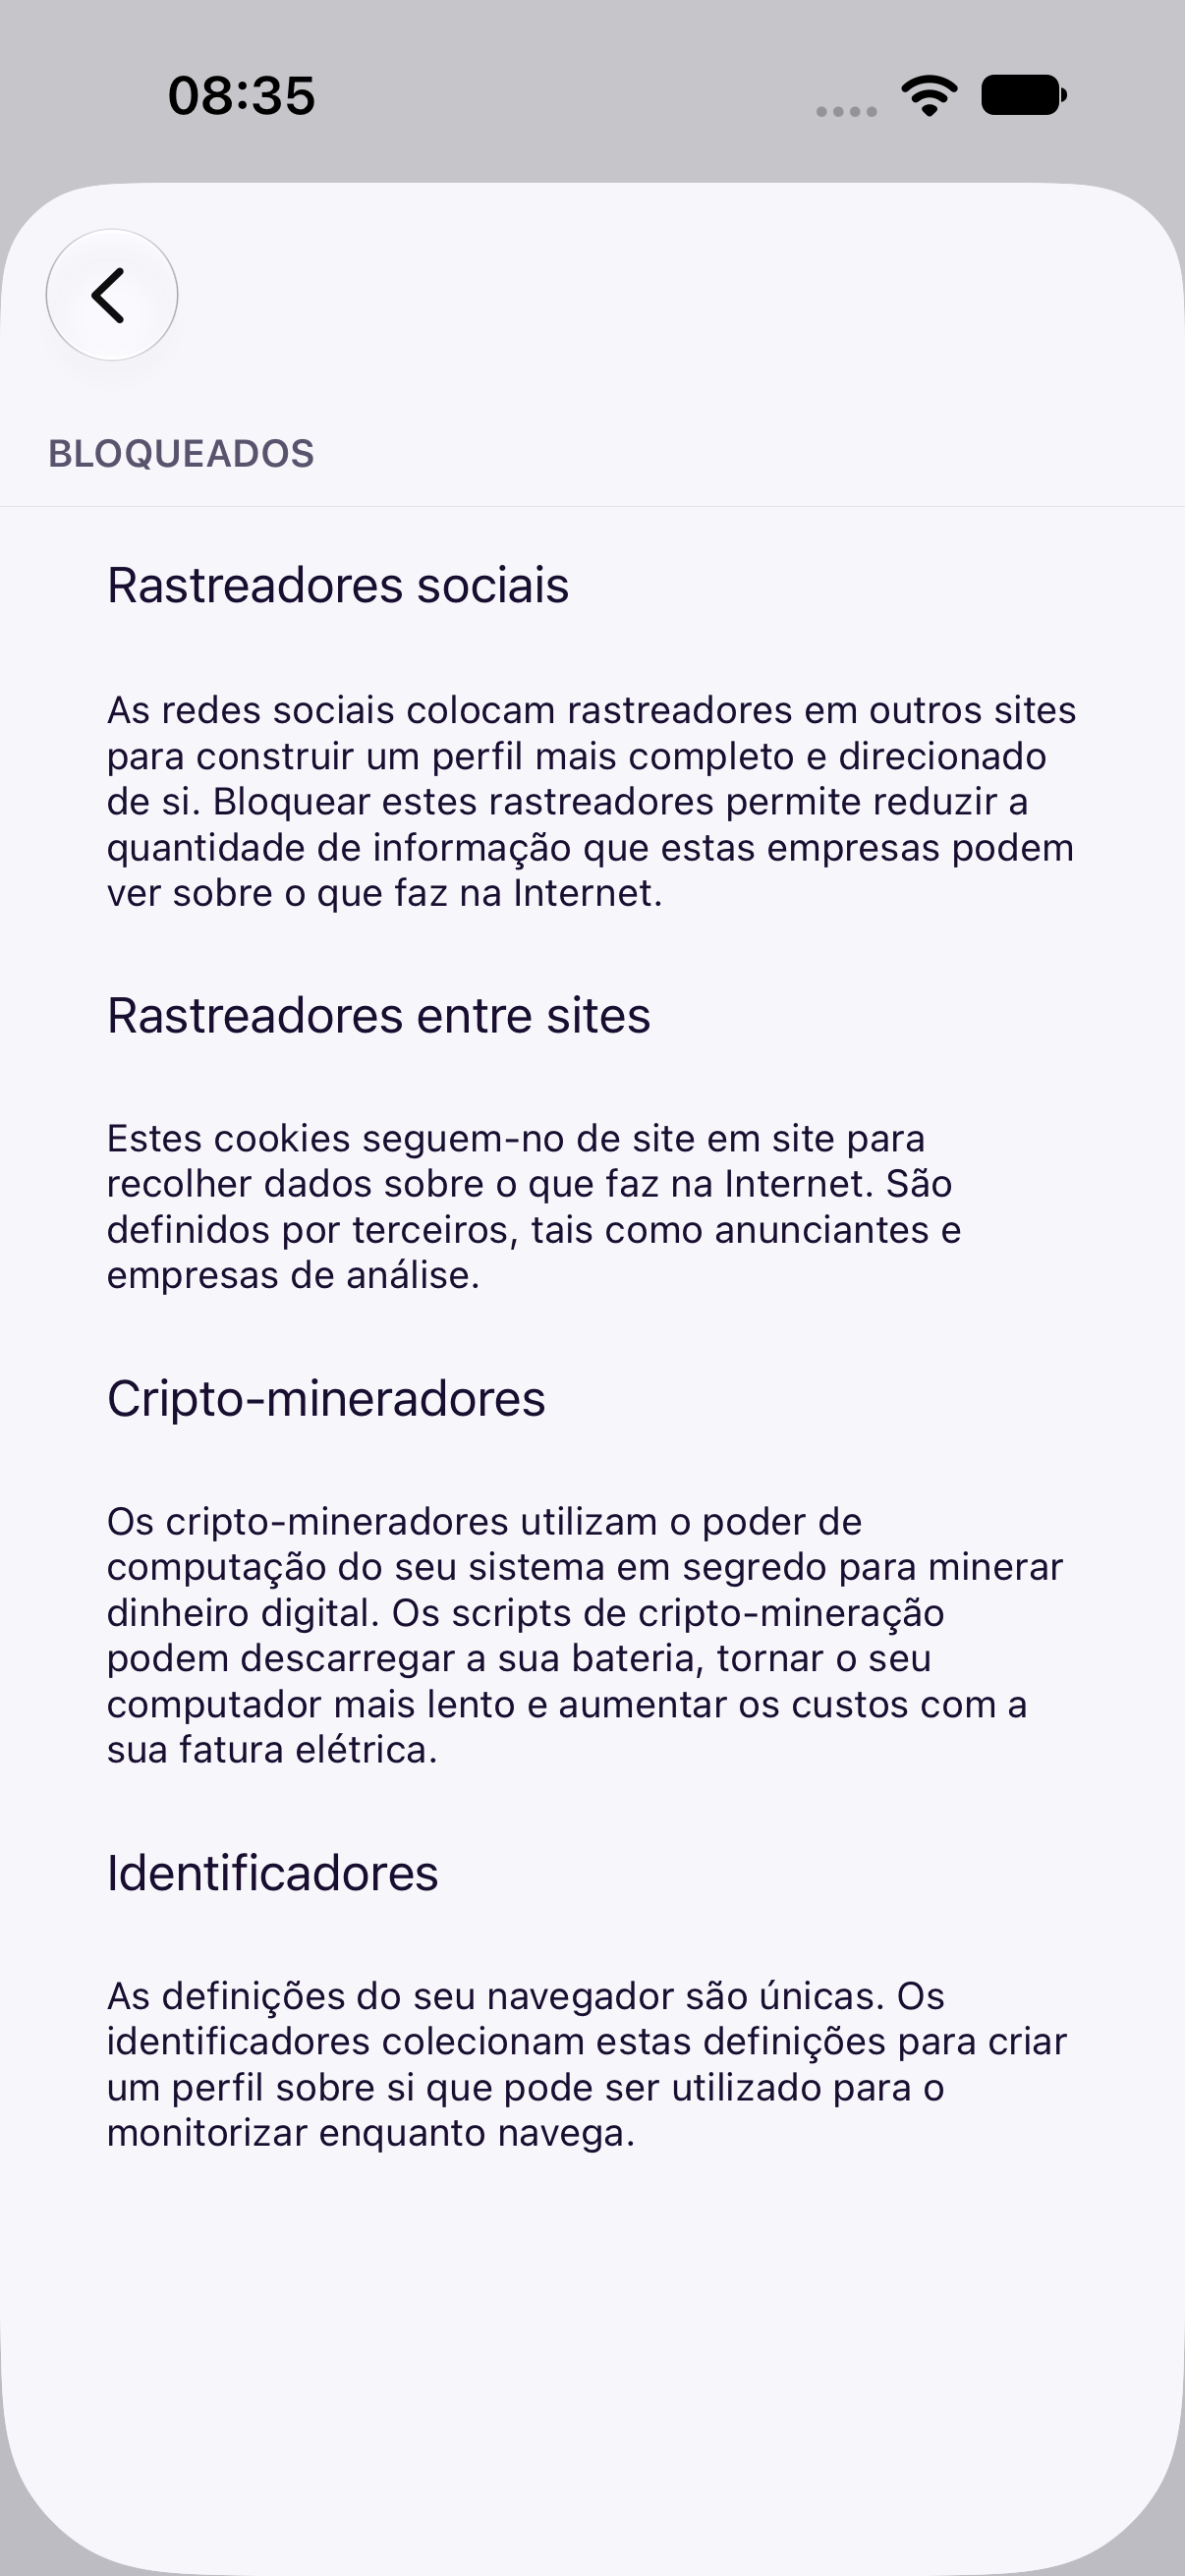 08:35
BLOQUEADOS
Rastreadores sociais
As redes sociais colocam rastreadores em outros sites
para construir um perfil mais completo e direcionado
de si. Bloquear estes rastreadores permite reduzir a
quantidade de informação que estas empresas podem
ver sobre o que faz na Internet.
Rastreadores entre sites
Estes cookies seguem-no de site em site para
recolher dados sobre o que faz na Internet. São
definidos por terceiros, tais como anunciantes e
empresas de análise.
Cripto-mineradores
Os cripto-mineradores utilizam o poder de
computação do seu sistema em segredo para minerar
dinheiro digital. Os scripts de cripto-mineração
podem descarregar a sua bateria, tornar o seu
computador mais lento e aumentar os custos com a
sua fatura elétrica.
Identificadores
As definições do seu navegador são únicas. Os
identificadores colecionam estas definições para criar
um perfil sobre si que pode ser utilizado para o
monitorizar enquanto navega.